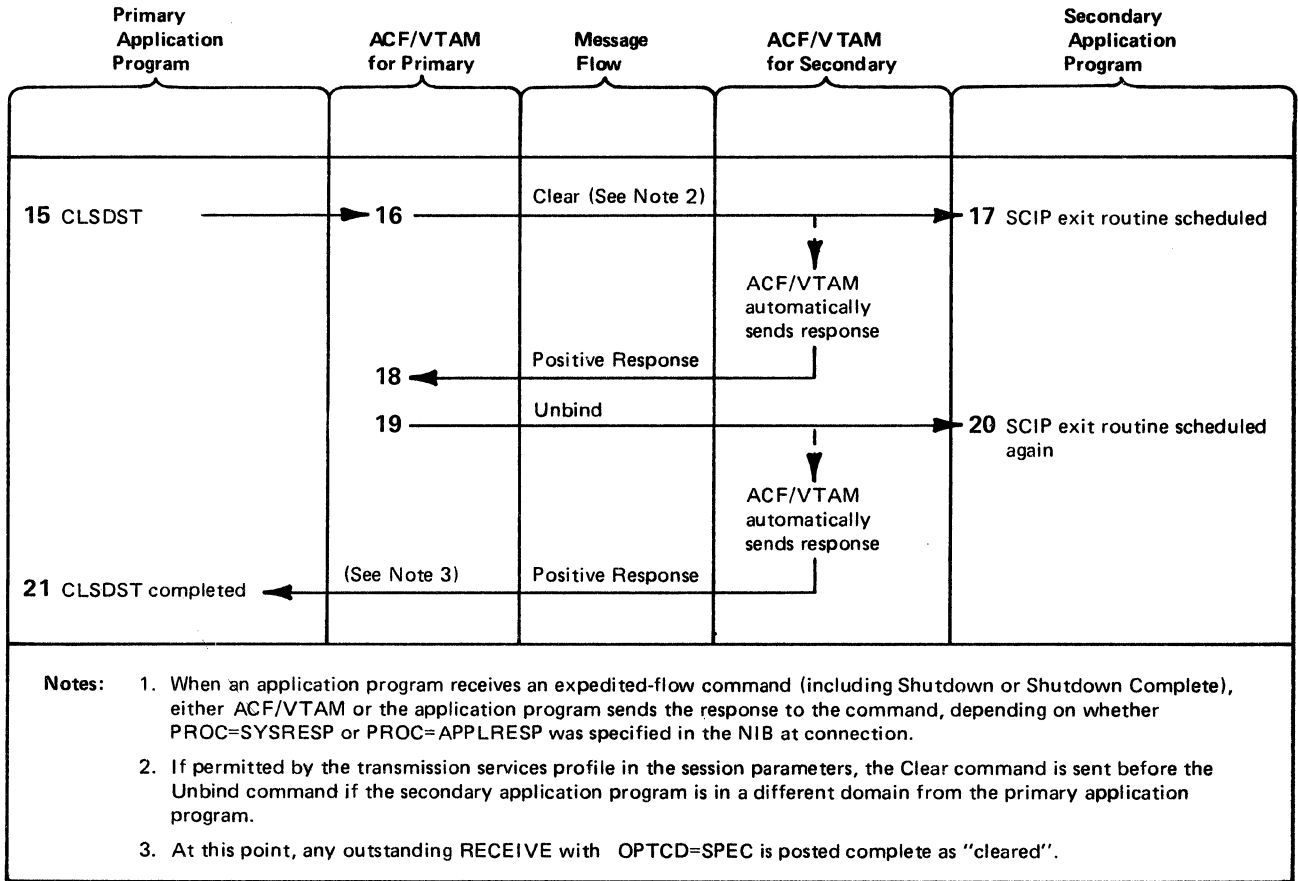 Primary
Application
Program
ACF/VTAM
for Primary
Message
Flow
ACF/VTAM
for Secondary
Secondary
Application
Program
15 CLSDST
16
Clear (See Note 2)
17 SCIP exit routine scheduled
ACF/VTAM
automatically
sends response
18
Positive Response
19
Unbind
20 SCIP exit routine scheduled
again
ACF/VTAM
automatically
sends response
21 CLSDST completed
(See Note 3)
Positive Response
Notes: 1. When an application program receives an expedited-flow command (including Shutdown or Shutdown Complete),
either ACF/VTAM or the application program sends the response to the command, depending on whether
PROC=SYSRESP or PROC=APPLRESP was specified in the NIB at connection.
2. If permitted by the transmission services profile in the session parameters, the Clear command is sent before the
Unbind command if the secondary application program is in a different domain from the primary application
program.
3. At this point, any outstanding RECEIVE with OPTCD=SPEC is posted complete as "cleared".